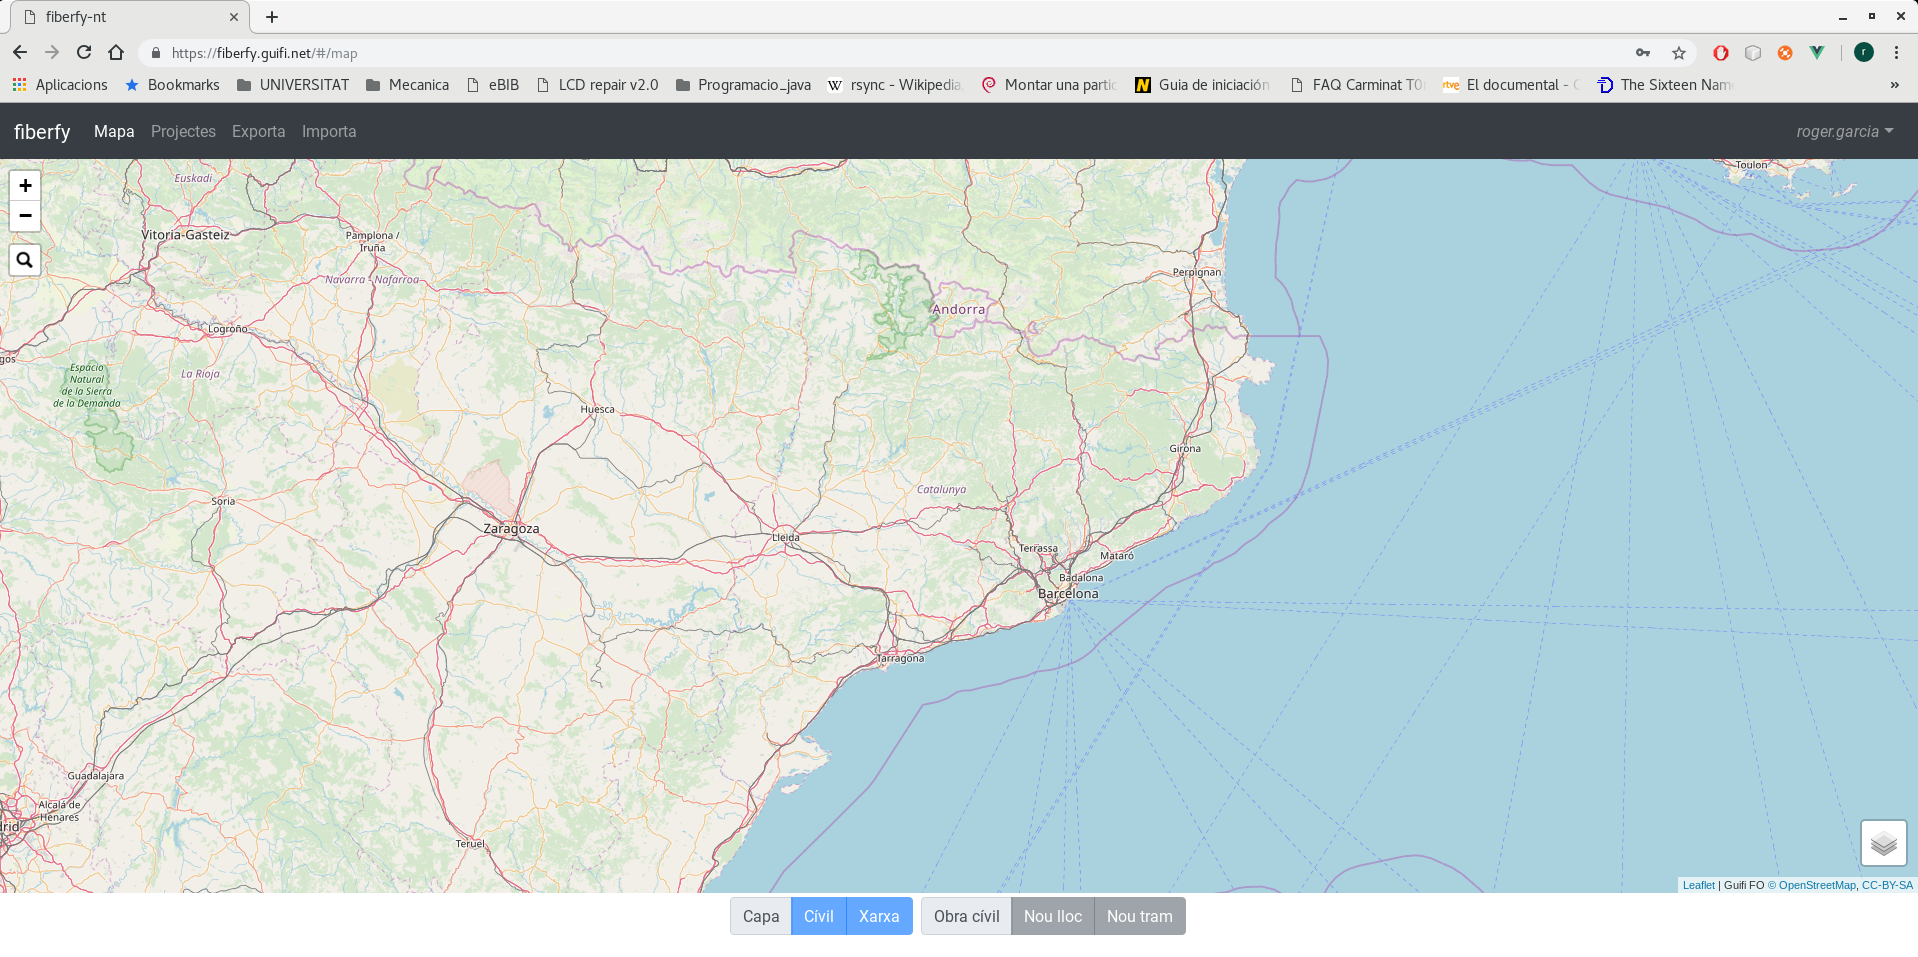 fiberfy-nt
https://fiberfy.guifi.net/#/map
r
Aplicacions Bookmarks UNIVERSITAT Mecanica eBIB LCD repair v2.0 Programacio_java rsync - Wikipedia, Montar una partic Guia de iniciación FAQ Carminat T0 El documental - The Sixteen Nam »
fiberfy Mapa Projectes Exporta Importa roger.garcia
+
−
Toulon
Euskadi
Vitoria-Gasteiz
Pamplona /
Iruña
Navarra - Nafarroa
Perpignan
Andorra
Logroño
gos
Espacio
Natural
de la Sierra
de la Demanda
La Rioja
Huesca
Girona
Catalunya
Soria
Zaragoza
Lleida
Terrassa
Mataró
Badalona
Barcelona
Tarragona
Guadalajara
Alcalá de
Henares
drid
Teruel
Leaflet | Guifi FO © OpenStreetMap, CC-BY-SA
Capa Cívil Xarxa Obra cívil Nou lloc Nou tram